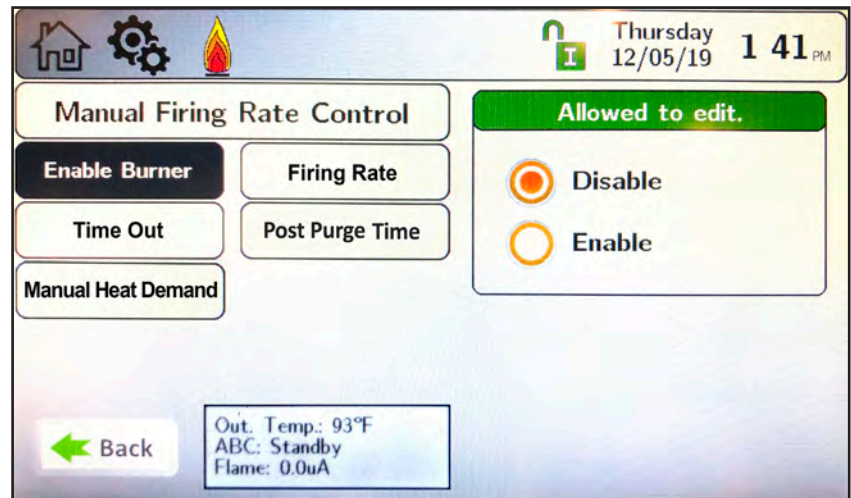 I
Thursday
12/05/19
1 41 PM
Manual Firing Rate Control
Allowed to edit.
Enable Burner
Firing Rate
Disable
Time Out
Post Purge Time
Enable
Manual Heat Demand
Back
Out. Temp.: 93°F
ABC: Standby
Flame: 0.0uA